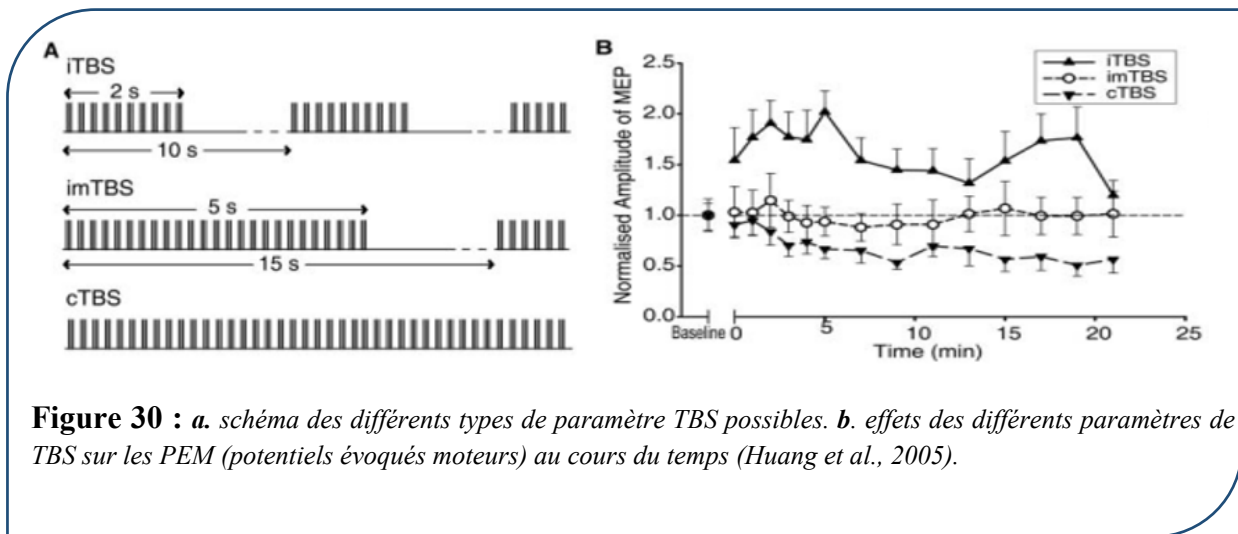 A
iTBS
2 s
10 s
imTBS
5 s
15 s
cTBS
B
iTBS
imTBS
cTBS
Normalised Amplitude of MEP
2.5
2.0
1.5
1.0
0.5
0.0
Baseline 0 5 10 15 20 25
Time (min)
Figure 30 : a. schéma des différents types de paramètre TBS possibles. b. effets des différents paramètres de
TBS sur les PEM (potentiels évoqués moteurs) au cours du temps (Huang et al., 2005).